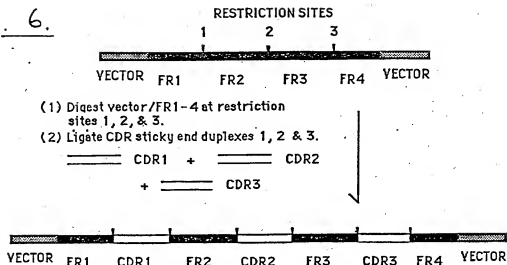 6.
RESTRICTION SITES
1 2 3
VECTOR FR1 FR2 FR3 FR4 VECTOR
(1) Digest vector/FR1-4 at restriction
sites 1, 2, & 3.
(2) Ligate CDR sticky end duplexes 1, 2 & 3.
CDR1 + CDR2
+ CDR3
VECTOR FR1 CDR1 FR2 CDR2 FR3 CDR3 FR4 VECTOR